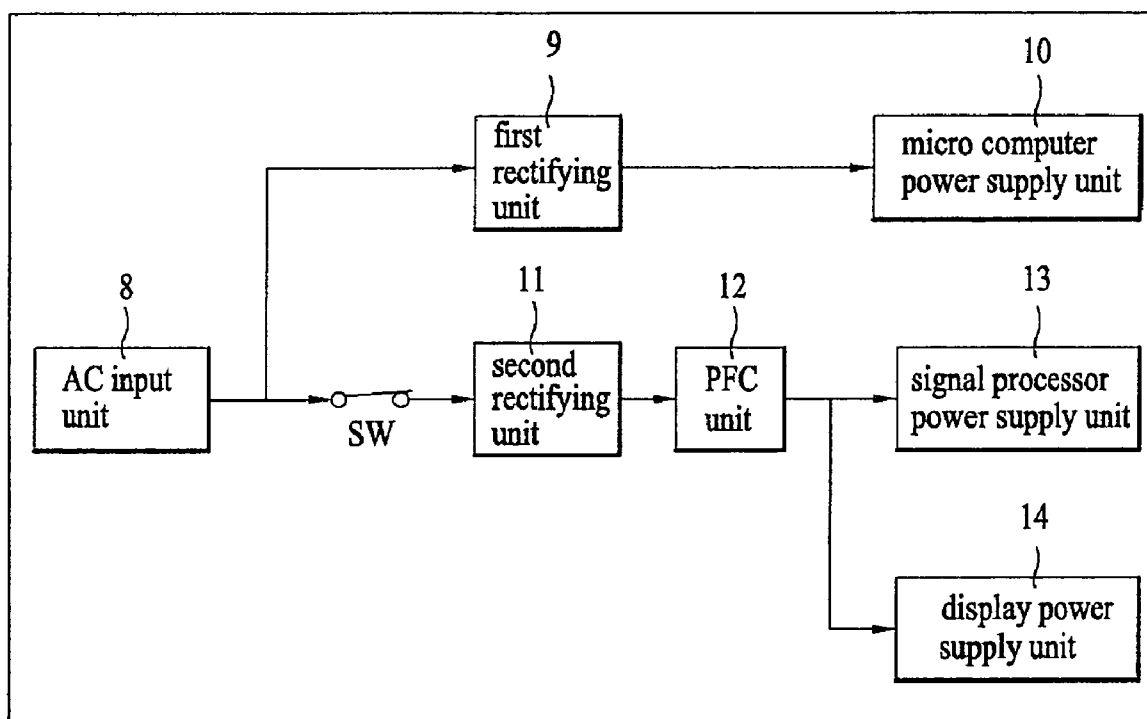 9
10
first
rectifying
unit
micro computer
power supply unit
8
11
12
13
AC input
unit
SW
second
rectifying
unit
PFC
unit
signal processor
power supply unit
14
display power
supply unit